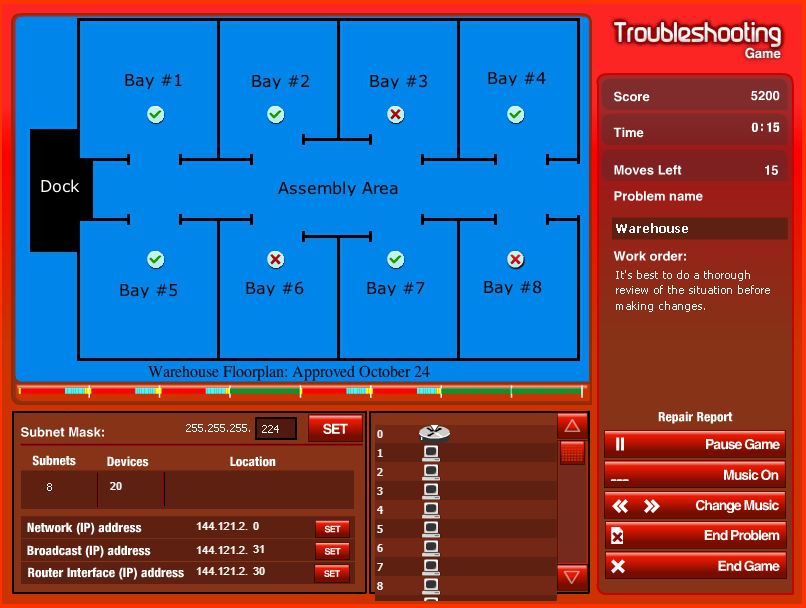 Troubleshooting
Game
Bay #1
Bay #2
Bay #3
Bay #4
Dock
Assembly Area
Bay #5
Bay #6
Bay #7
Bay #8
Warehouse Floorplan: Approved October 24
Score 5200
Time 0:15
Moves Left 15
Problem name
Warehouse
Work order:
It's best to do a thorough
review of the situation before
making changes.
Subnet Mask: 255.255.255. 224 SET
Subnets Devices Location
8 20
Network (IP) address 144.121.2. 0 SET
Broadcast (IP) address 144.121.2. 31 SET
Router Interface (IP) address 144.121.2. 30 SET
0
1
2
3
4
5
6
7
8
Repair Report
Pause Game
Music On
Change Music
End Problem
End Game